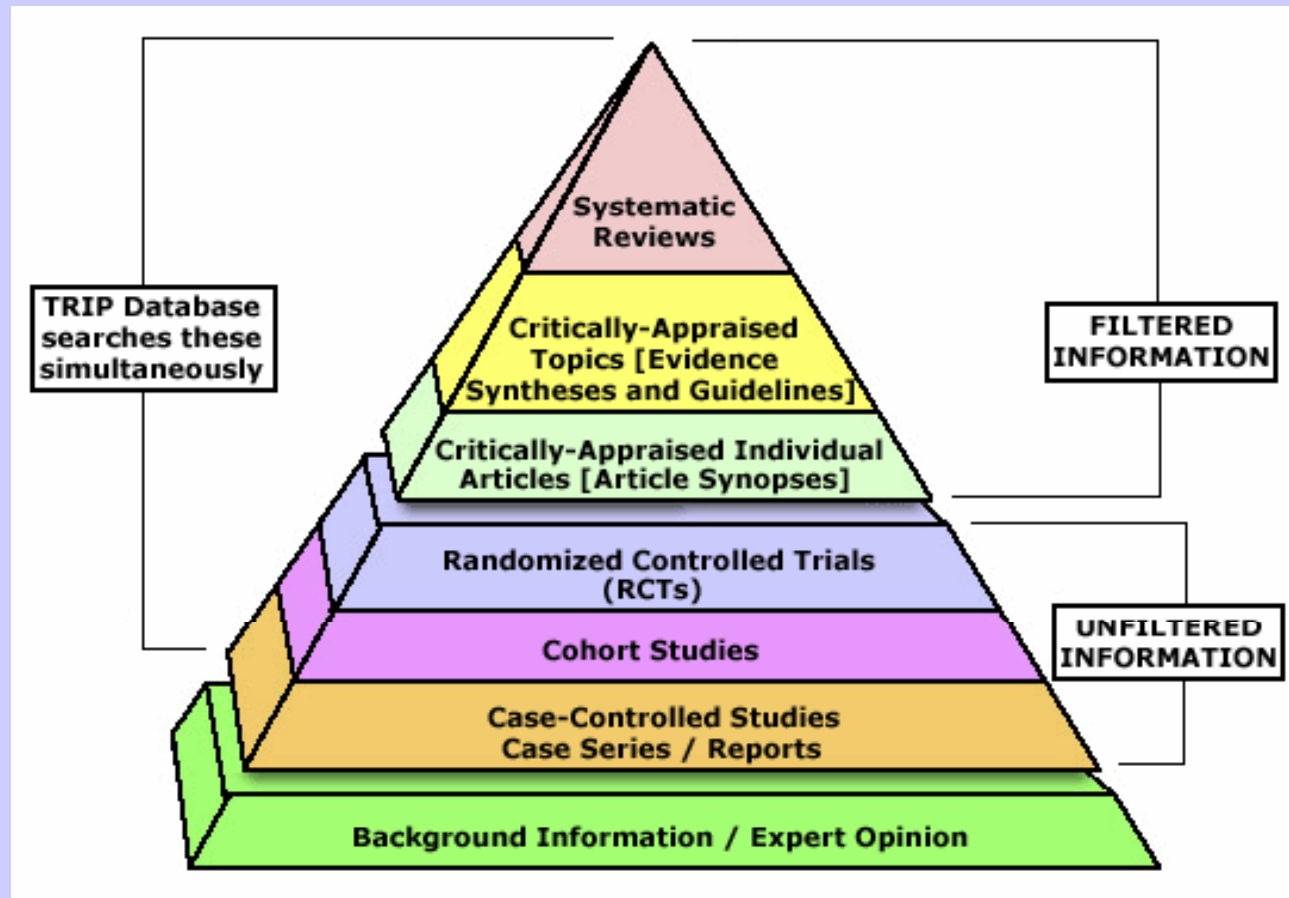 Systematic
Reviews
TRIP Database
searches these
simultaneously
FILTERED
INFORMATION
Critically-Appraised
Topics [Evidence
Syntheses and Guidelines]
Critically-Appraised Individual
Articles [Article Synopses]
Randomized Controlled Trials
(RCTs)
UNFILTERED
INFORMATION
Cohort Studies
Case-Controlled Studies
Case Series / Reports
Background Information / Expert Opinion